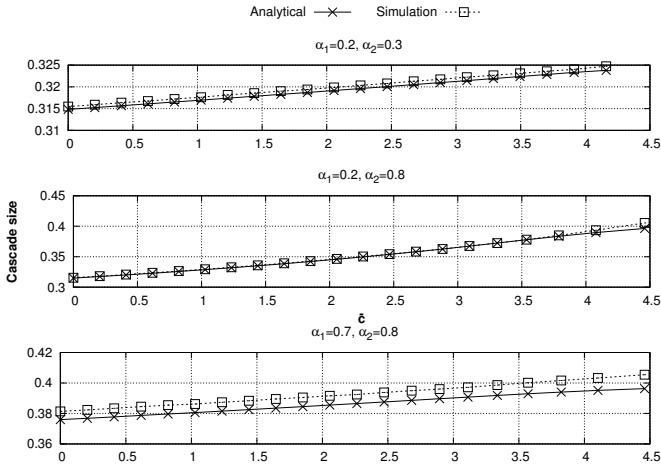 Analytical Simulation
α1=0.2, α2=0.3
0.325
0.32
0.315
0.31
0 0.5 1 1.5 2 2.5 3 3.5 4 4.5
α1=0.2, α2=0.8
0.45
0.4
0.35
0.3
Cascade size
0 0.5 1 1.5 2 2.5 3 3.5 4 4.5
c̄
α1=0.7, α2=0.8
0.42
0.4
0.38
0.36
0 0.5 1 1.5 2 2.5 3 3.5 4 4.5